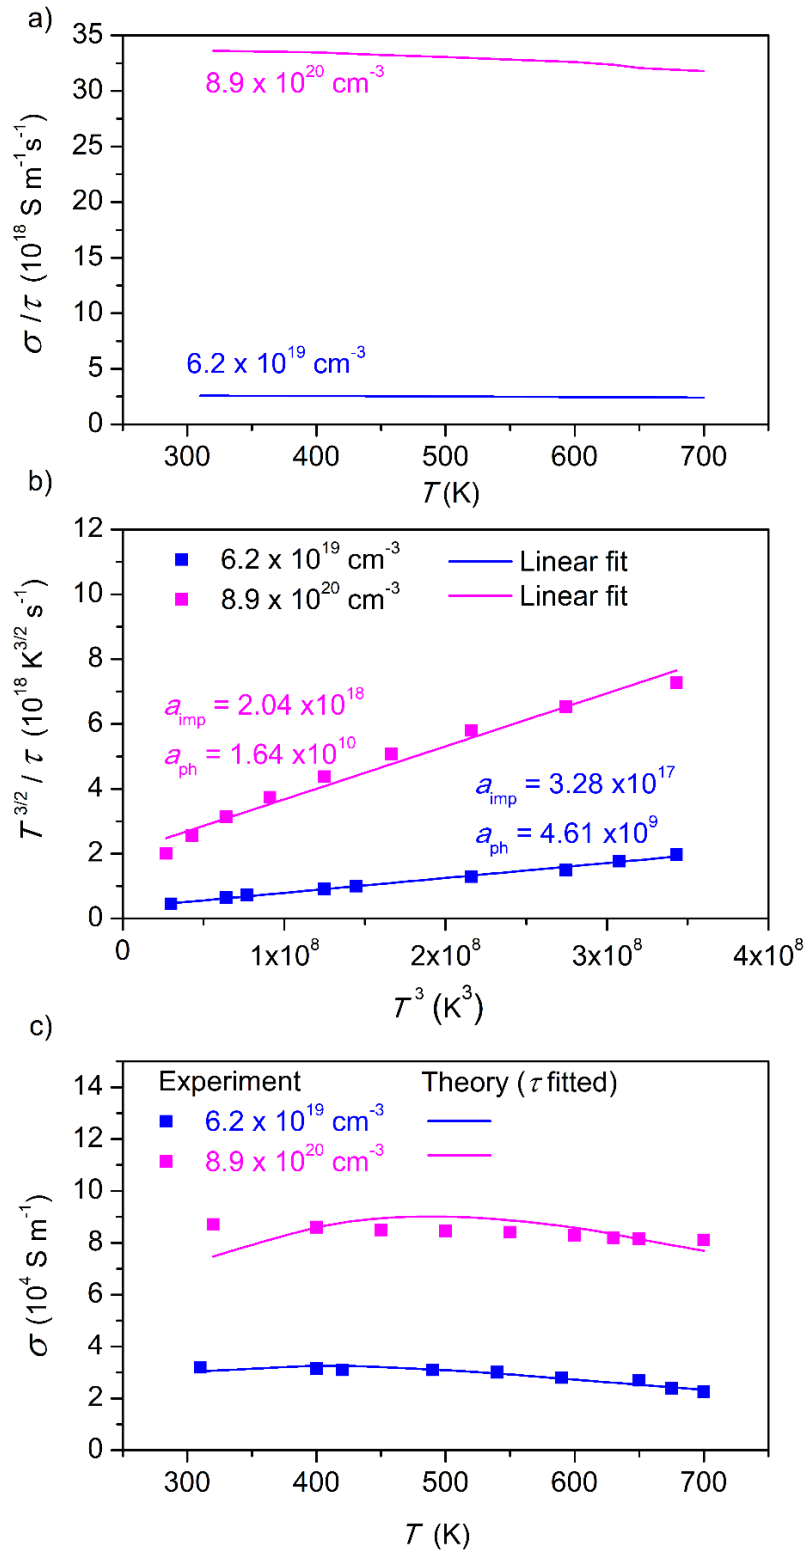 a)
35
30
25
20
15
10
5
0
σ/τ (10¹⁸ S m⁻¹s⁻¹)
8.9 x 10²⁰ cm⁻³
6.2 x 10¹⁹ cm⁻³
300 400 500 600 700
T (K)
b)
12
10
8
6
4
2
0
T³ᐟ² / τ (10¹⁸ K³ᐟ² s⁻¹)
6.2 x 10¹⁹ cm⁻³ Linear fit
8.9 x 10²⁰ cm⁻³ Linear fit
a_imp = 2.04 x10¹⁸
a_ph = 1.64 x10¹⁰
a_imp = 3.28 x10¹⁷
a_ph = 4.61 x10⁹
0 1x10⁸ 2x10⁸ 3x10⁸ 4x10⁸
T³ (K³)
c)
14
12
10
8
6
4
2
0
σ (10⁴ S m⁻¹)
Experiment Theory (τ fitted)
6.2 x 10¹⁹ cm⁻³
8.9 x 10²⁰ cm⁻³
300 400 500 600 700
T (K)